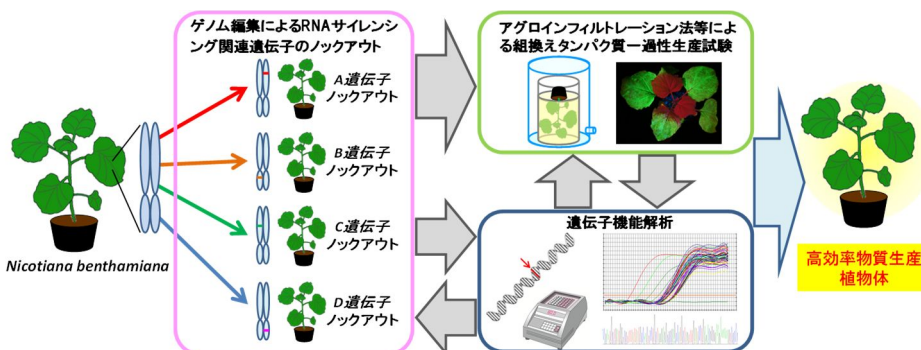 ゲノム編集によるRNAサイレンシ
ング関連遺伝子のノックアウト
A遺伝子
ノックアウト
B遺伝子
ノックアウト
C遺伝子
ノックアウト
D遺伝子
ノックアウト
Nicotiana benthamiana
アグロインフィルトレーション法等によ
る組換えタンパク質一過性生産試験
遺伝子機能解析
高効率物質生産
植物体